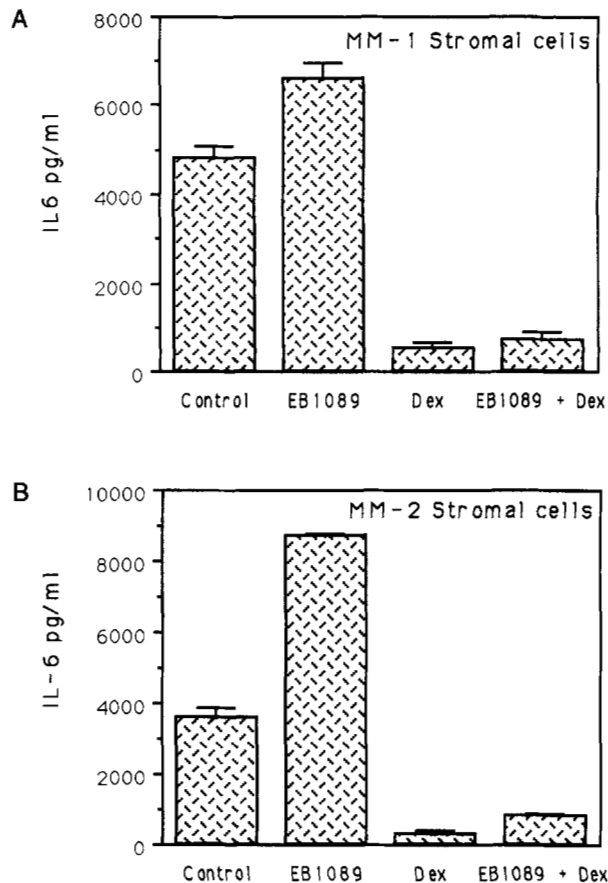 A
MM-1 Stromal cells
IL6 pg/ml
8000
6000
4000
2000
0
Control EB1089 Dex EB1089 + Dex
B
MM-2 Stromal cells
IL-6 pg/ml
10000
8000
6000
4000
2000
0
Control EB1089 Dex EB1089 + Dex